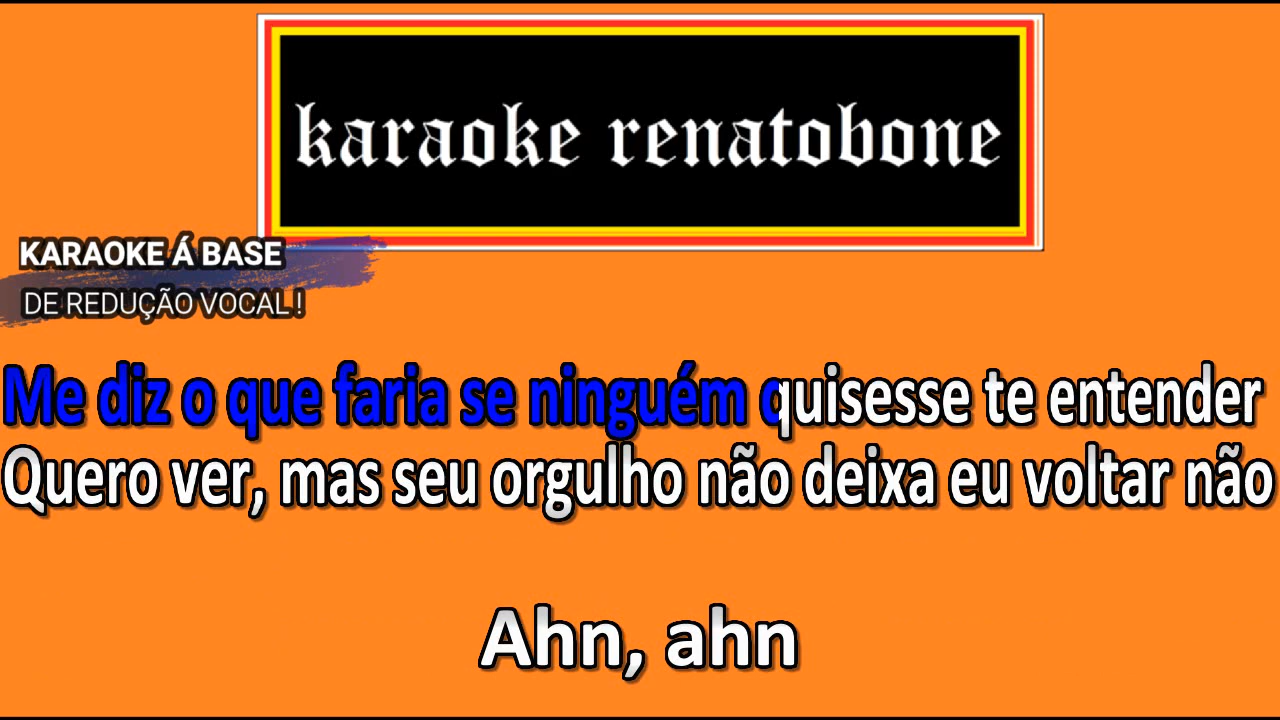 karaoke renatobone
KARAOKE Á BASE
DE REDUÇÃO VOCAL !
Me diz o que faria se ninguém quisesse te entender
Quero ver, mas seu orgulho não deixa eu voltar não
Ahn, ahn